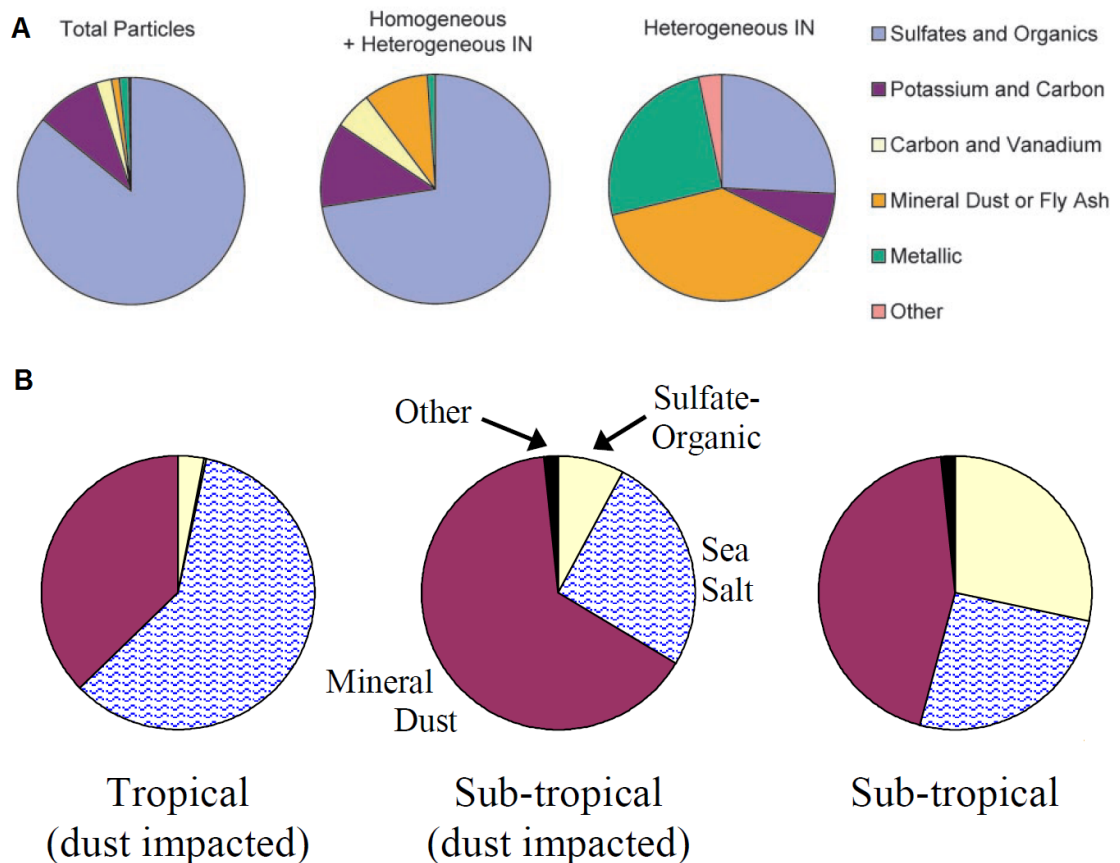 A
Total Particles
Homogeneous
+ Heterogeneous IN
Heterogeneous IN
Sulfates and Organics
Potassium and Carbon
Carbon and Vanadium
Mineral Dust or Fly Ash
Metallic
Other
B
Other
Sulfate-
Organic
Sea
Salt
Mineral
Dust
Tropical
(dust impacted)
Sub-tropical
(dust impacted)
Sub-tropical